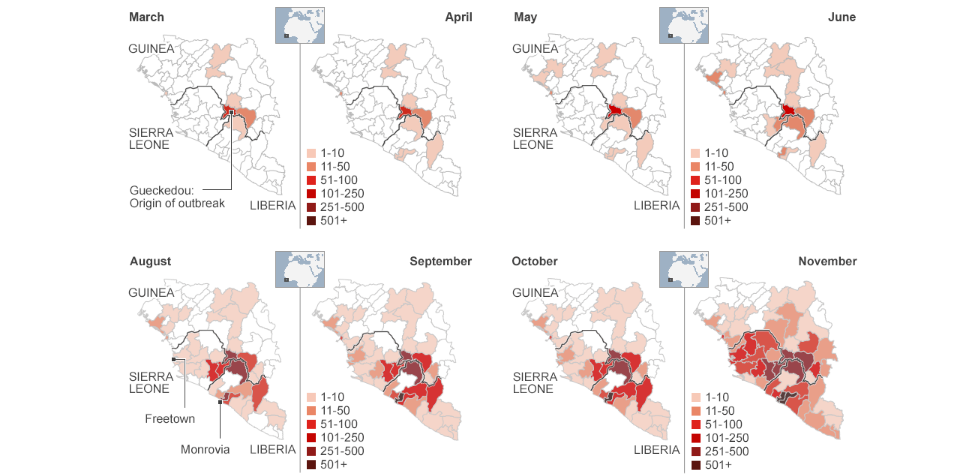 March
April
GUINEA
SIERRA
LEONE
Gueckedou:
Origin of outbreak
LIBERIA
1-10
11-50
51-100
101-250
251-500
501+
May
June
GUINEA
SIERRA
LEONE
LIBERIA
1-10
11-50
51-100
101-250
251-500
501+
August
September
GUINEA
SIERRA
LEONE
Freetown
Monrovia
LIBERIA
1-10
11-50
51-100
101-250
251-500
501+
October
November
GUINEA
SIERRA
LEONE
LIBERIA
1-10
11-50
51-100
101-250
251-500
501+